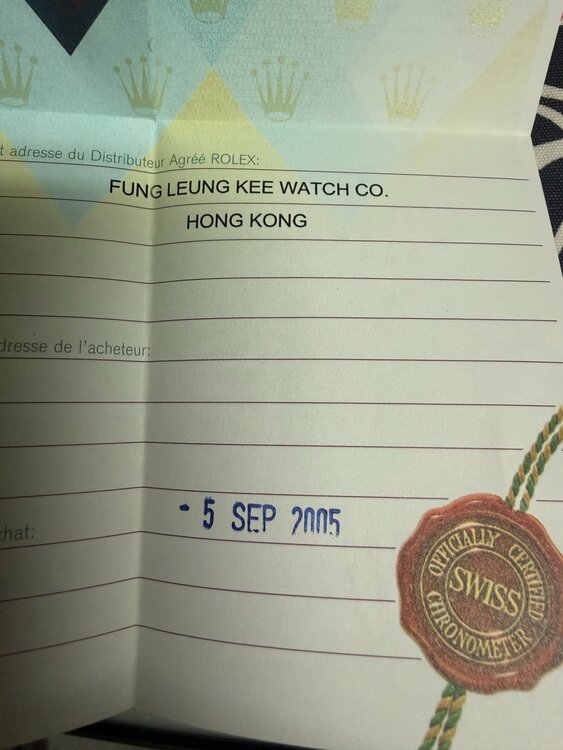 t adresse du Distributeur Agréé ROLEX:
FUNG LEUNG KEE WATCH CO.
HONG KONG
dresse de l'acheteur:
- 5 SEP 2005
chat:
OFFICIALLY CERTIFIED
SWISS
CHRONOMETER